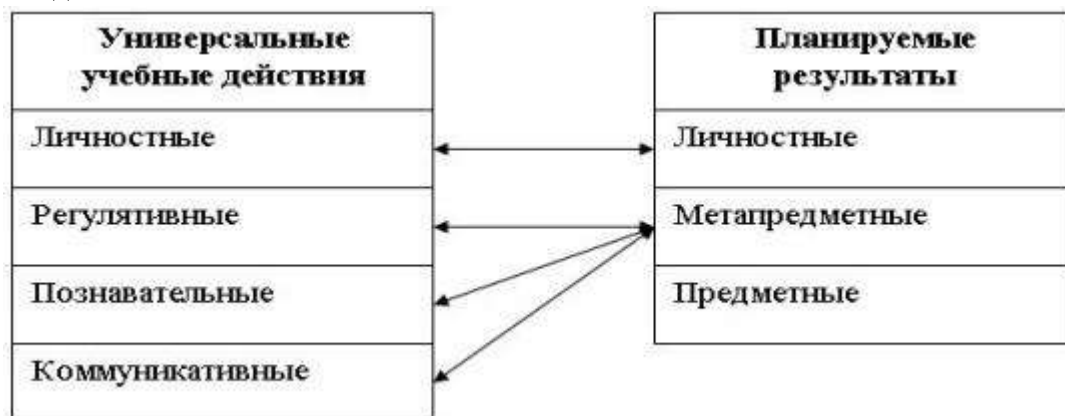 Универсальные
учебные действия
Личностные
Регулятивные
Познавательные
Коммуникативные
Планируемые
результаты
Личностные
Метапредметные
Предметные